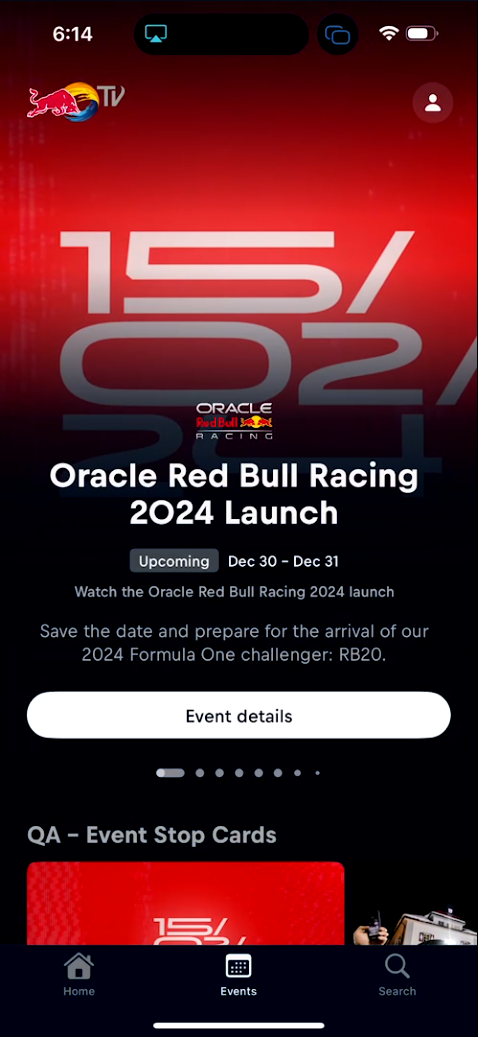 6:14
TV
15/
02/
24
ORACLE
Red Bull
RACING
Oracle Red Bull Racing
2024 Launch
Upcoming Dec 30 – Dec 31
Watch the Oracle Red Bull Racing 2024 launch
Save the date and prepare for the arrival of our
2024 Formula One challenger: RB20.
Event details
QA – Event Stop Cards
15/
02/
Home Events Search